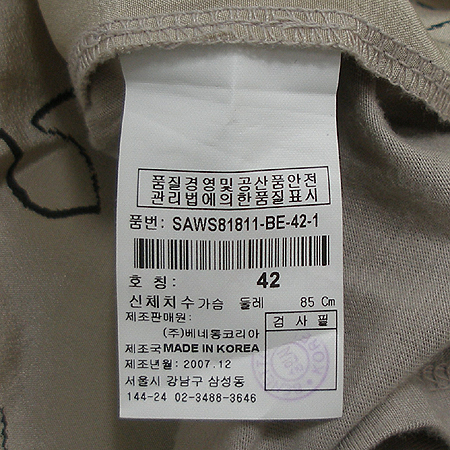 품질경영및공산품안전
관리법에의한품질표시
품번: SAWS81811-BE-42-1
호 칭: 42
신체치수 가슴 둘레 85 Cm
제조판매원: 검 사 필
(주)베네통코리아
제조국 MADE IN KOREA
제조년월: 2007.12
서울시 강남구 삼성동
144-24 02-3488-3646